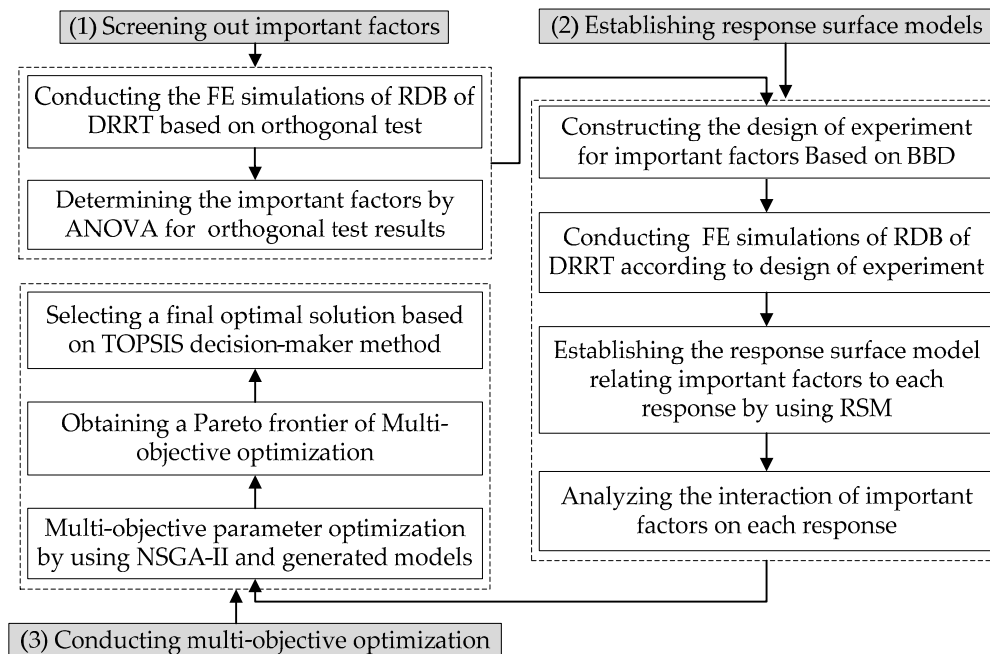 (1) Screening out important factors
Conducting the FE simulations of RDB of
DRRT based on orthogonal test
Determining the important factors by
ANOVA for orthogonal test results
(2) Establishing response surface models
Constructing the design of experiment
for important factors Based on BBD
Conducting FE simulations of RDB of
DRRT according to design of experiment
Establishing the response surface model
relating important factors to each
response by using RSM
Analyzing the interaction of important
factors on each response
Selecting a final optimal solution based
on TOPSIS decision-maker method
Obtaining a Pareto frontier of Multi-
objective optimization
Multi-objective parameter optimization
by using NSGA-II and generated models
(3) Conducting multi-objective optimization